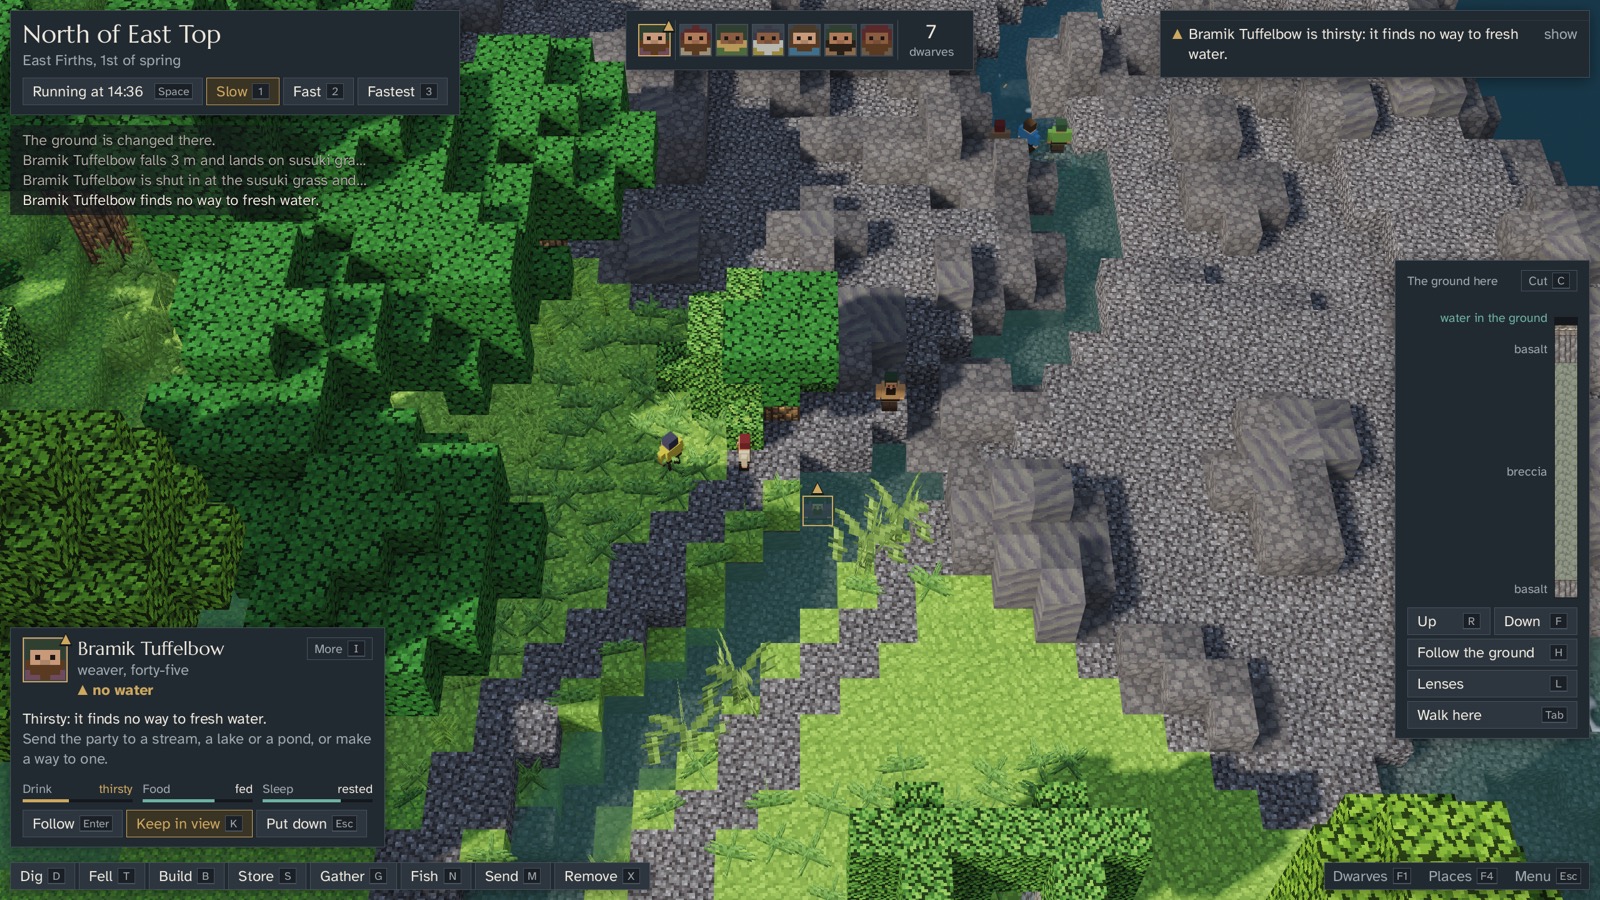 North of East Top
East Firths, 1st of spring
Running at 14:36 Space
Slow 1
Fast 2
Fastest 3
The ground is changed there.
Bramik Tuffelbow falls 3 m and lands on susuki gra...
Bramik Tuffelbow is shut in at the susuki grass and...
Bramik Tuffelbow finds no way to fresh water.
7
dwarves
Bramik Tuffelbow is thirsty: it finds no way to fresh
water.
show
The ground here
Cut C
water in the ground
basalt
breccia
basalt
Up R
Down F
Follow the ground H
Lenses L
Walk here Tab
Bramik Tuffelbow
More I
weaver, forty-five
no water
Thirsty: it finds no way to fresh water.
Send the party to a stream, a lake or a pond, or make
a way to one.
Drink thirsty
Food fed
Sleep rested
Follow Enter
Keep in view K
Put down Esc
Dig D
Fell T
Build B
Store S
Gather G
Fish N
Send M
Remove X
Dwarves F1
Places F4
Menu Esc